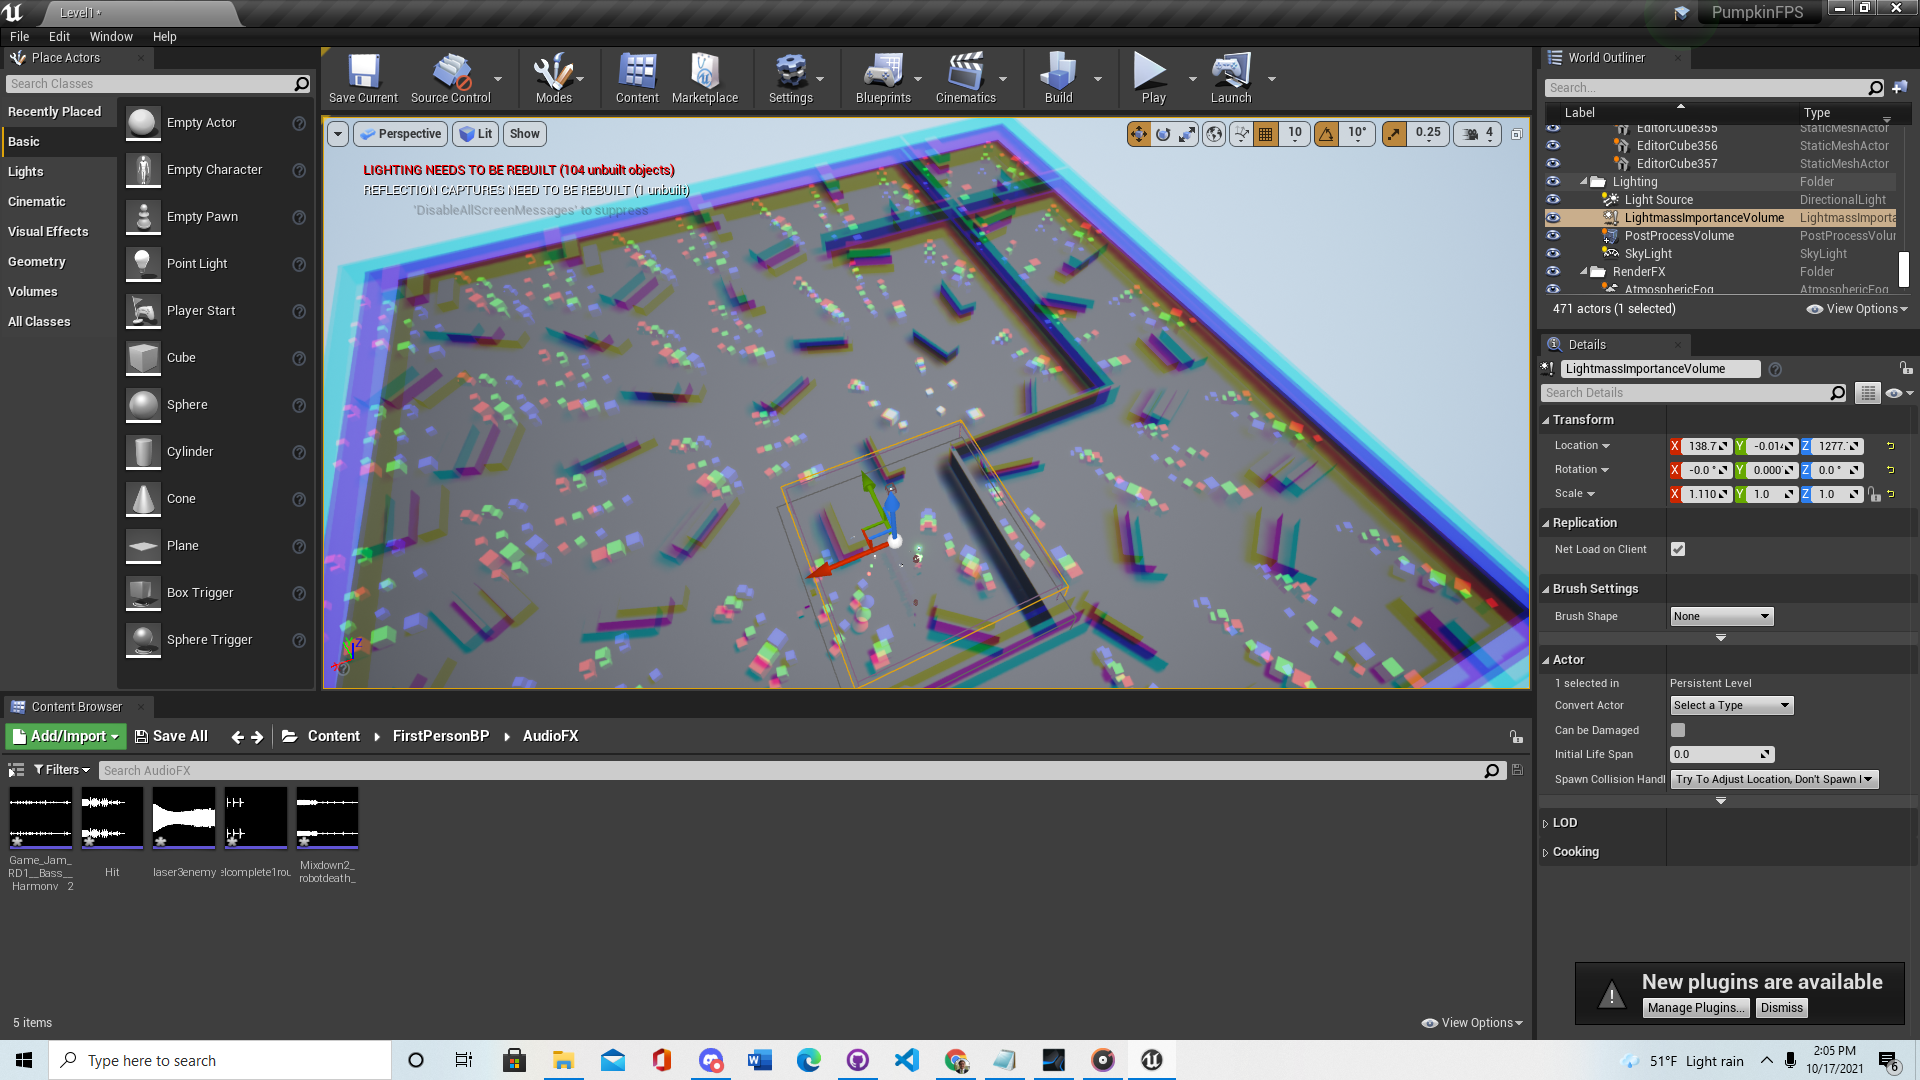 Level1*
PumpkinFPS
File Edit Window Help
Place Actors
Search Classes
Recently Placed
Basic
Lights
Cinematic
Visual Effects
Geometry
Volumes
All Classes
Empty Actor
Empty Character
Empty Pawn
Point Light
Player Start
Cube
Sphere
Cylinder
Cone
Plane
Box Trigger
Sphere Trigger
Save Current Source Control Modes Content Marketplace Settings Blueprints Cinematics Build Play Launch
Perspective Lit Show 10 10° 0.25 4
LIGHTING NEEDS TO BE REBUILT (104 unbuilt objects)
REFLECTION CAPTURES NEED TO BE REBUILT (1 unbuilt)
'DisableAllScreenMessages' to suppress
World Outliner
Search...
Label Type
EditorCube355 StaticMeshActor
EditorCube356 StaticMeshActor
EditorCube357 StaticMeshActor
Lighting Folder
Light Source DirectionalLight
LightmassImportanceVolume LightmassImporta
PostProcessVolume PostProcessVolur
SkyLight SkyLight
RenderFX Folder
AtmosphericFog AtmosphericFog
471 actors (1 selected) View Options
Details
LightmassImportanceVolume
Search Details
Transform
Location X 138.7 Y -0.014 Z 1277.
Rotation X -0.0 ° Y 0.000 Z 0.0 °
Scale X 1.110 Y 1.0 Z 1.0
Replication
Net Load on Client
Brush Settings
Brush Shape None
Actor
1 selected in Persistent Level
Convert Actor Select a Type
Can be Damaged
Initial Life Span 0.0
Spawn Collision Handl Try To Adjust Location, Don't Spawn I
LOD
Cooking
Content Browser
Add/Import Save All Content FirstPersonBP AudioFX
Filters Search AudioFX
Game_Jam_
RD1__Bass__
Harmony_2
Hit
laser3enemy
elcomplete1rou
Mixdown2_
robotdeath_
5 items
View Options
New plugins are available
Manage Plugins... Dismiss
Type here to search
51°F Light rain
2:05 PM
10/17/2021
6